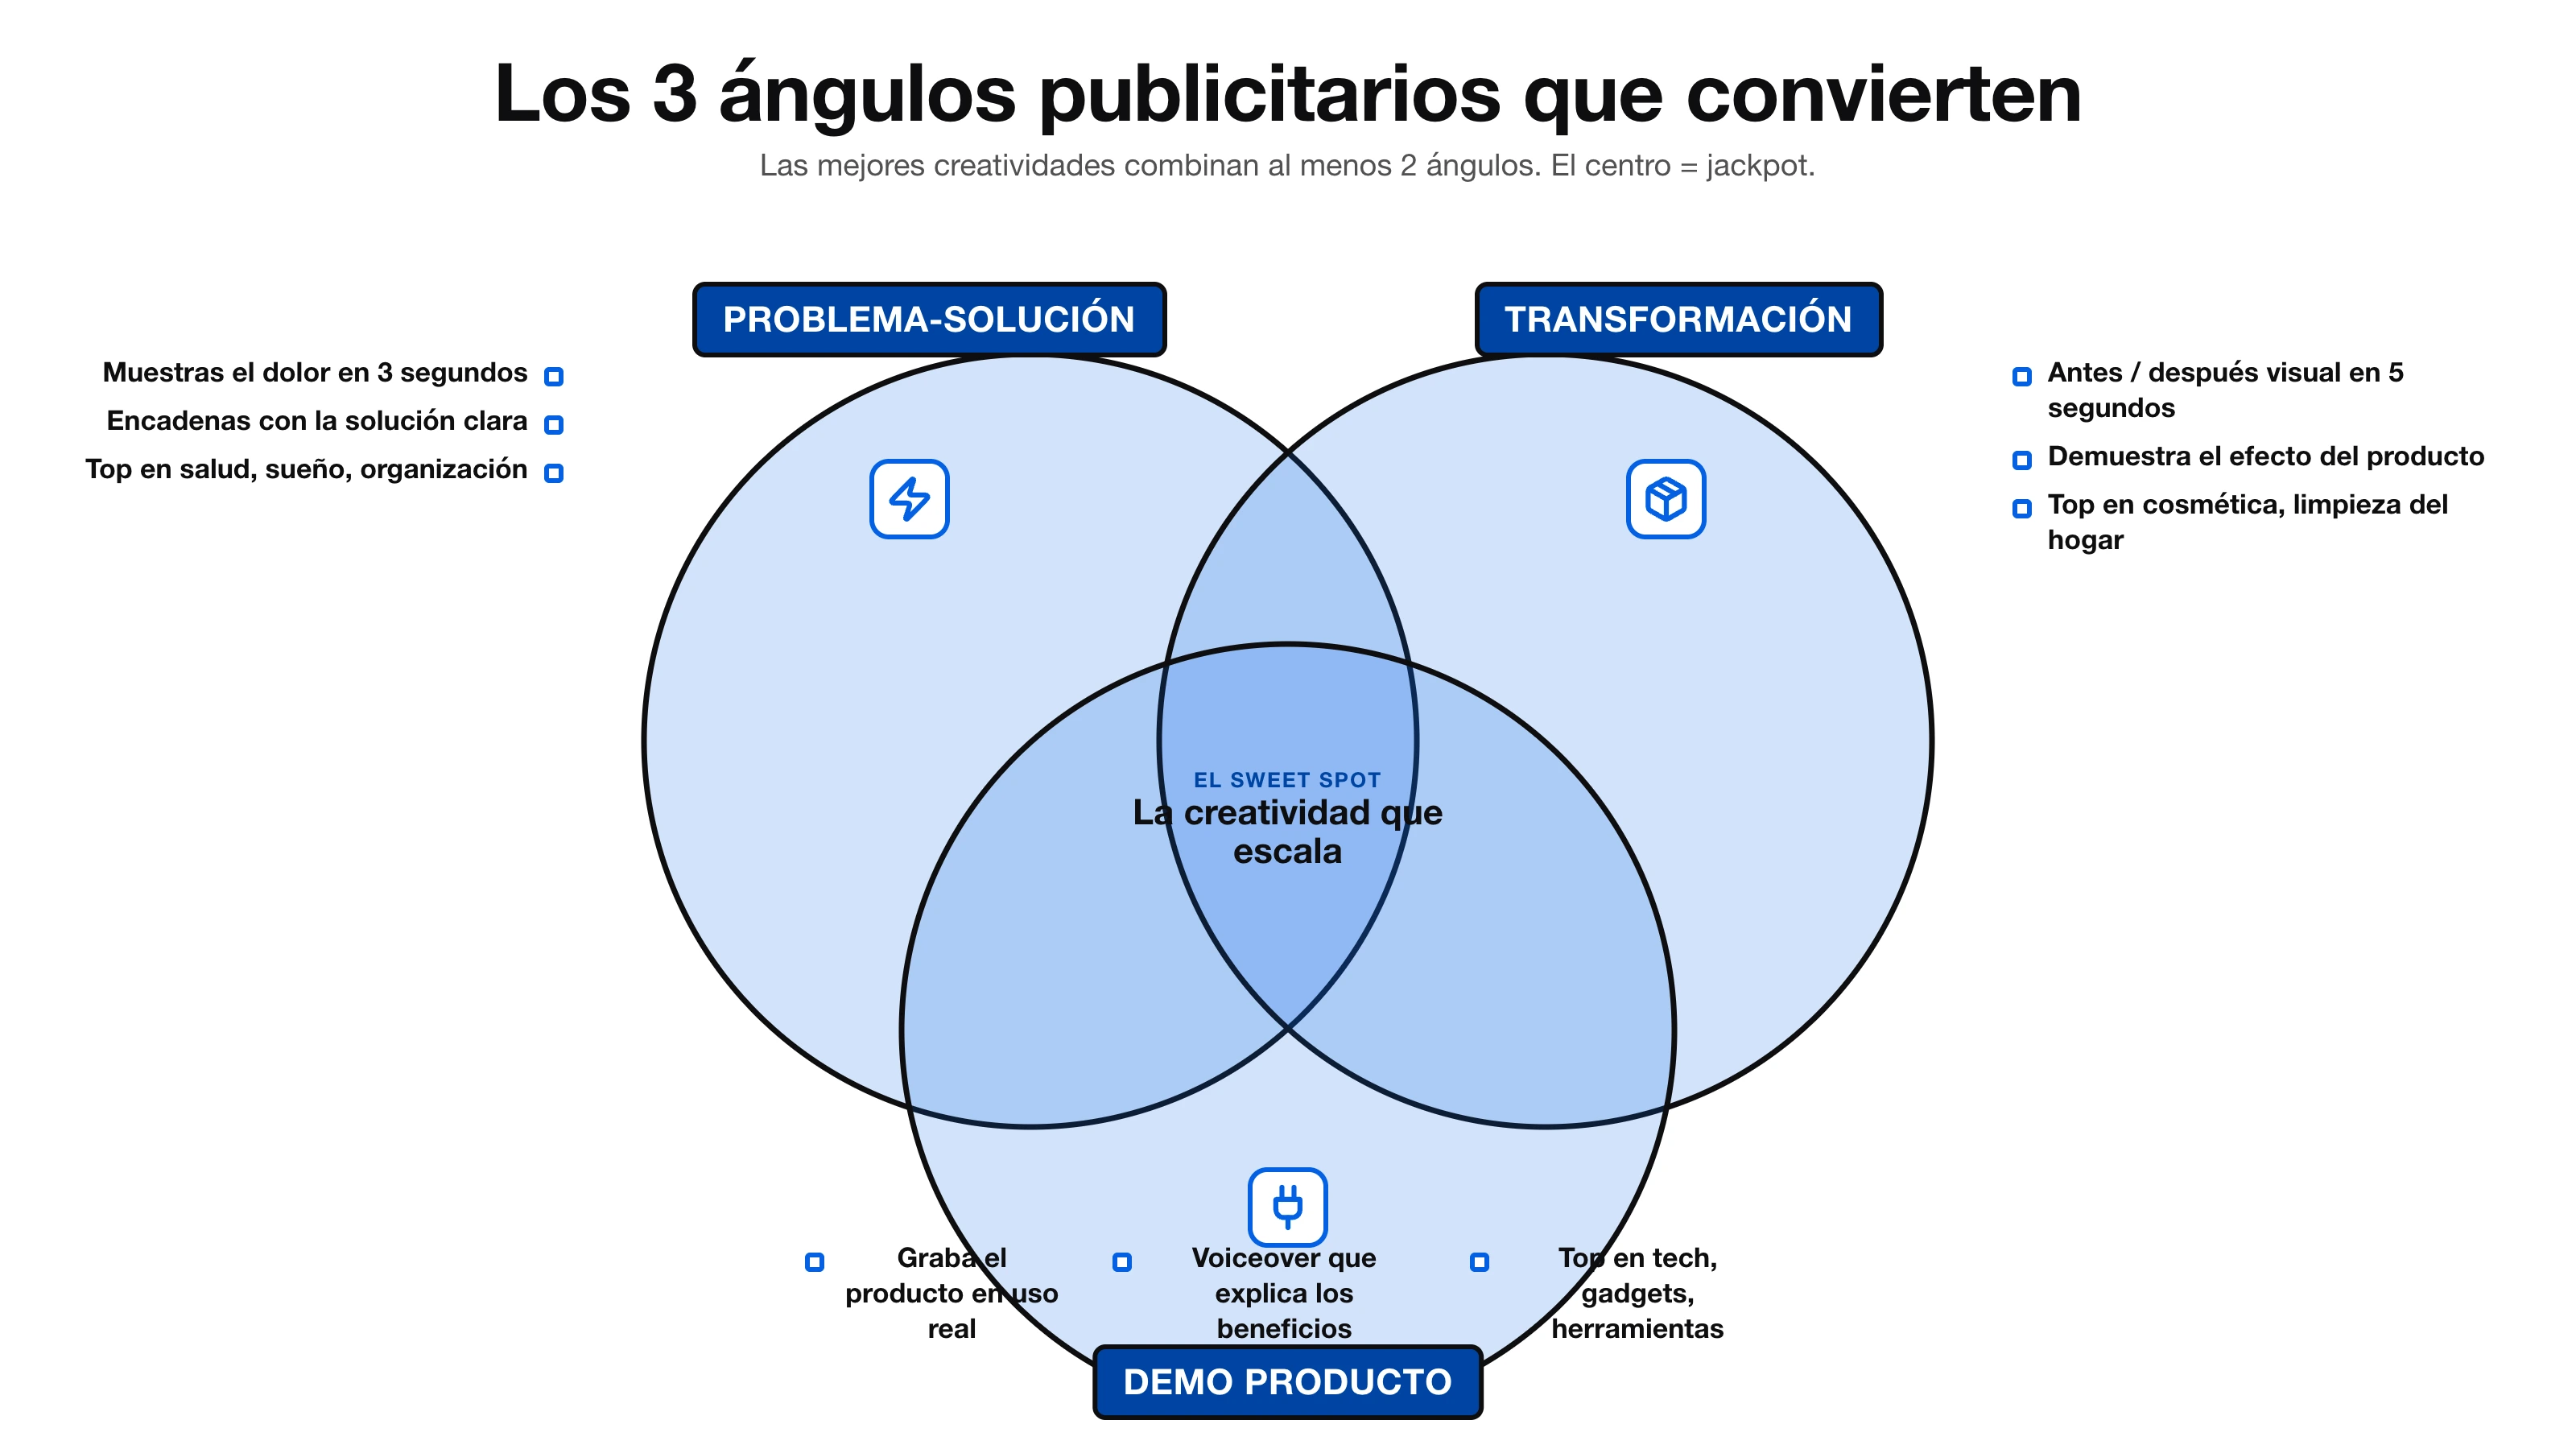 Los 3 ángulos publicitarios que convierten
Las mejores creatividades combinan al menos 2 ángulos. El centro = jackpot.
PROBLEMA-SOLUCIÓN
Muestras el dolor en 3 segundos
Encadenas con la solución clara
Top en salud, sueño, organización
TRANSFORMACIÓN
Antes / después visual en 5
segundos
Demuestra el efecto del producto
Top en cosmética, limpieza del
hogar
EL SWEET SPOT
La creatividad que
escala
Graba el
producto en uso
real
Voiceover que
explica los
beneficios
Top en tech,
gadgets,
herramientas
DEMO PRODUCTO